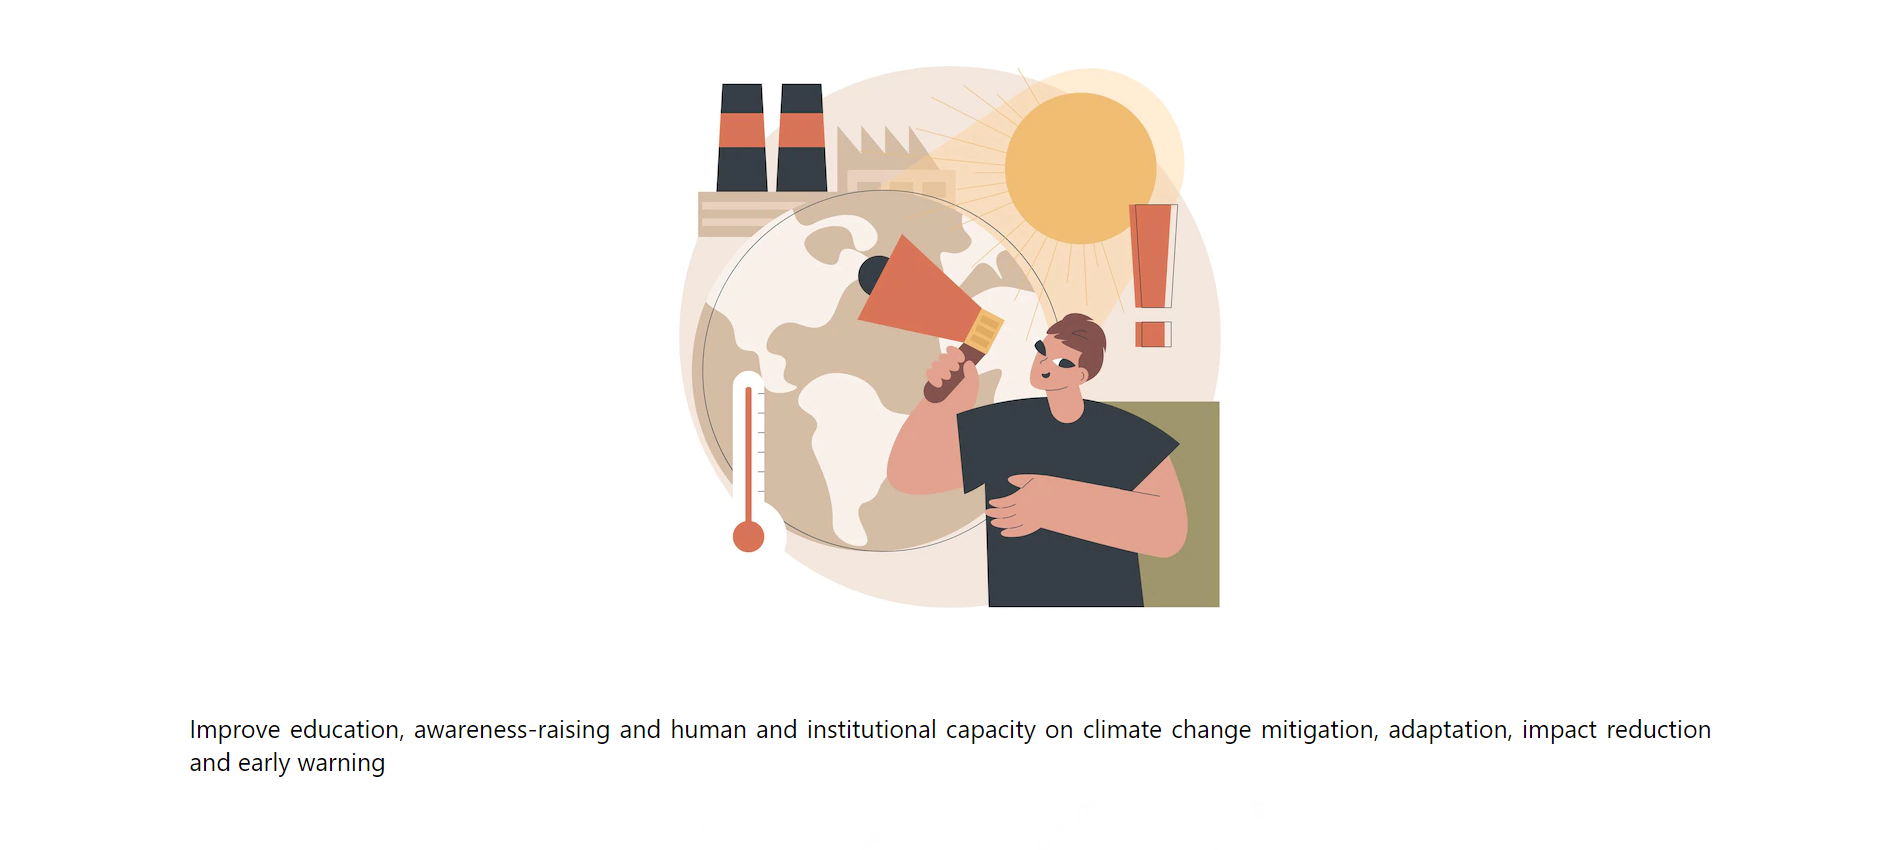 Improve education, awareness-raising and human and institutional capacity on climate change mitigation, adaptation, impact reduction
and early warning